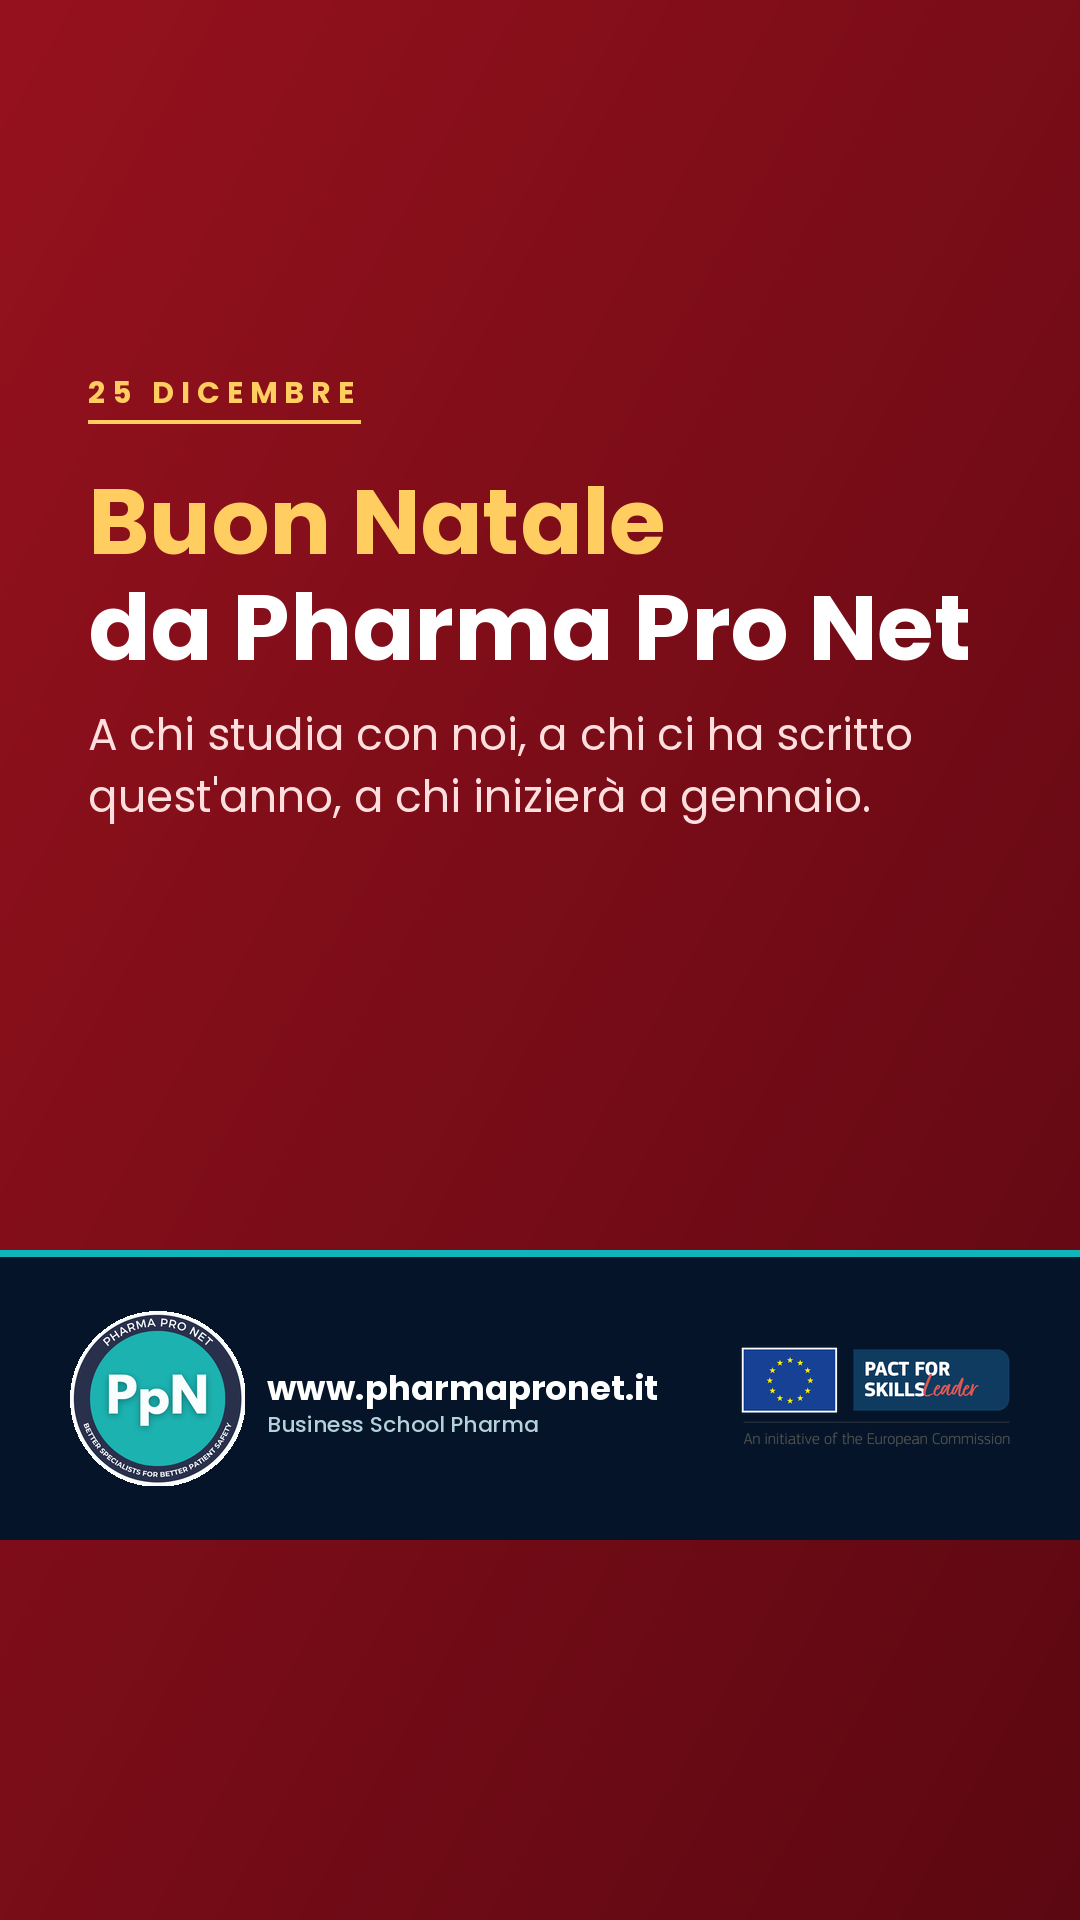 25 DICEMBRE
Buon Natale
da Pharma Pro Net
A chi studia con noi, a chi ci ha scritto
quest'anno, a chi inizierà a gennaio.
PHARMA PRO NET
PpN
BETTER SPECIALISTS FOR BETTER PATIENT SAFETY
www.pharmapronet.it
Business School Pharma
PACT FOR
SKILLS Leader
An initiative of the European Commission